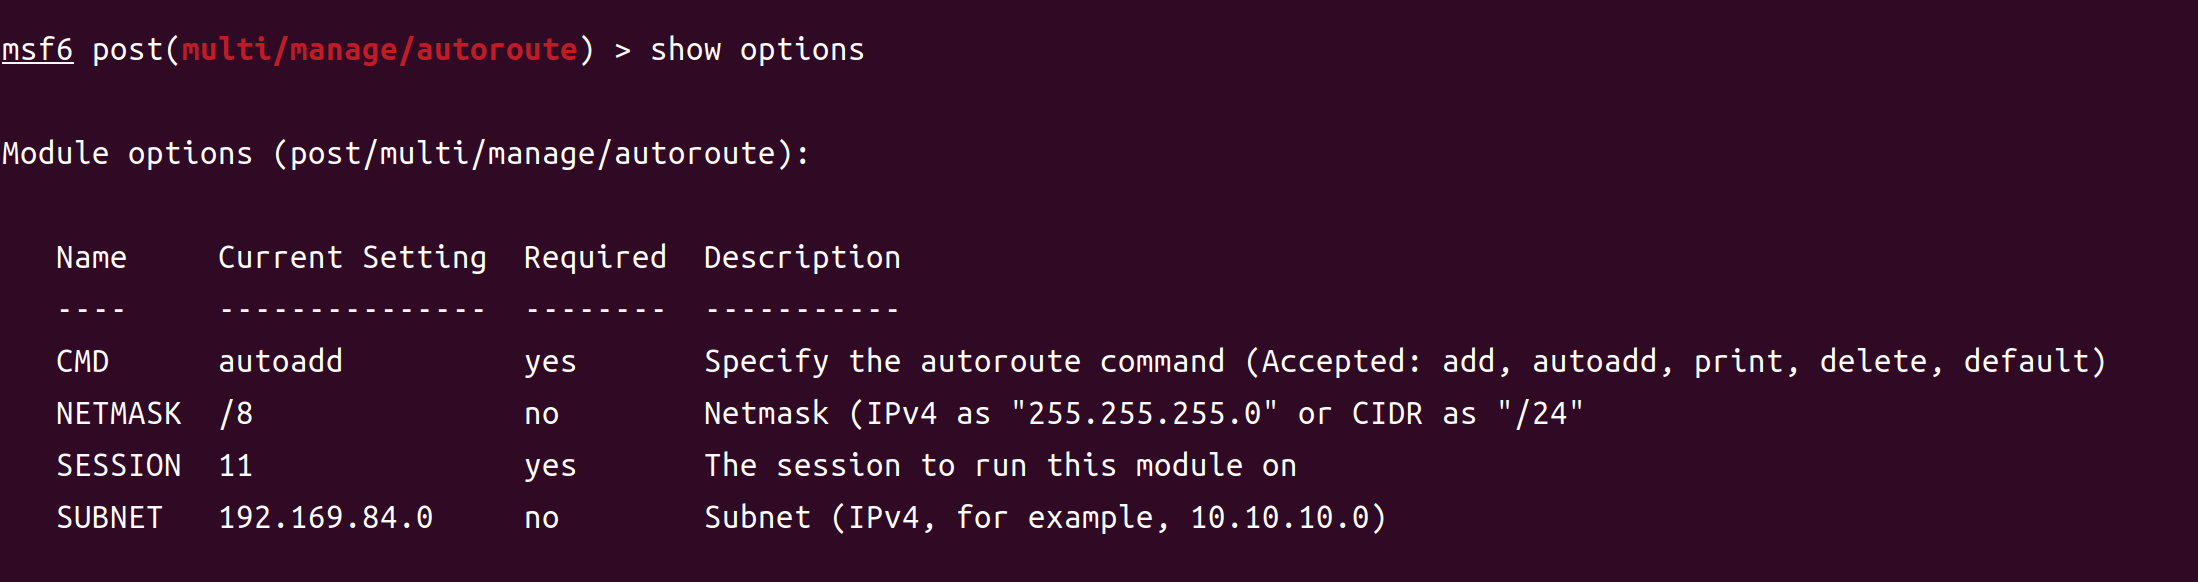 msf6 post(multi/manage/autoroute) > show options
Module options (post/multi/manage/autoroute):
Name Current Setting Required Description
---- --------------- -------- -----------
CMD autoadd yes Specify the autoroute command (Accepted: add, autoadd, print, delete, default)
NETMASK /8 no Netmask (IPv4 as "255.255.255.0" or CIDR as "/24"
SESSION 11 yes The session to run this module on
SUBNET 192.169.84.0 no Subnet (IPv4, for example, 10.10.10.0)